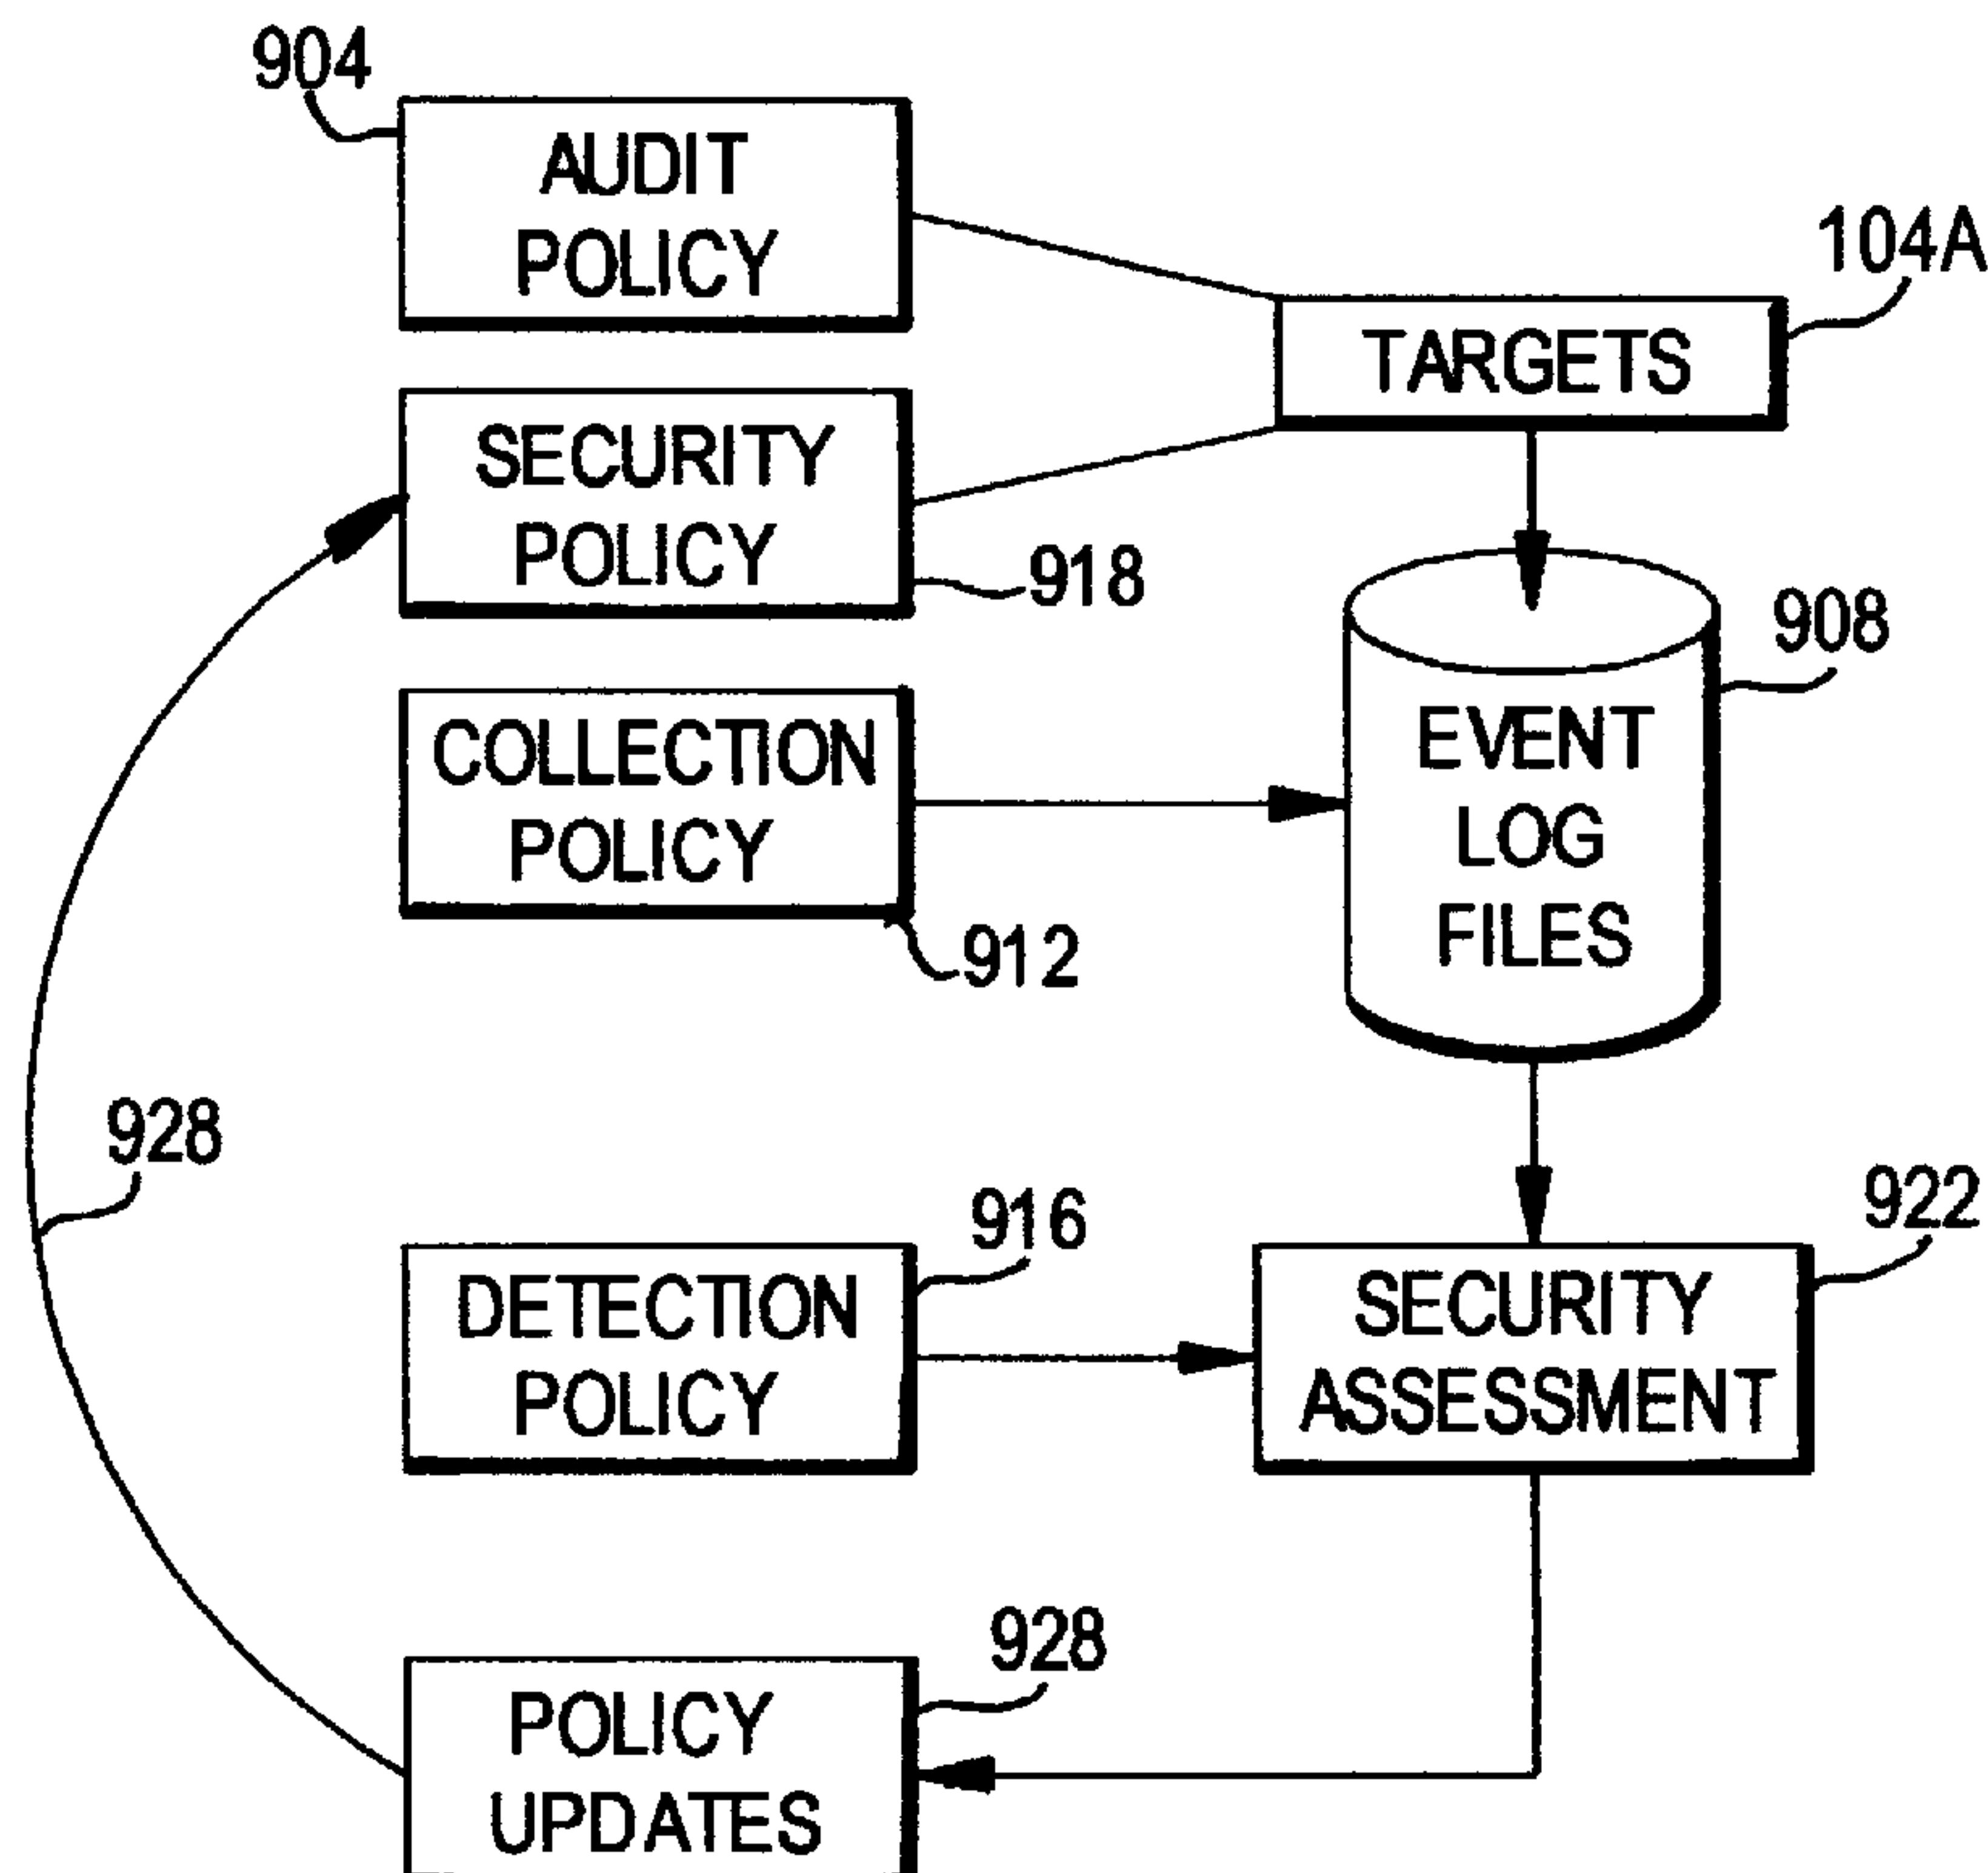 904
AUDIT
POLICY
104A
TARGETS
SECURITY
POLICY
918
908
COLLECTION
POLICY
912
EVENT
LOG
FILES
928
916
922
DETECTION
POLICY
SECURITY
ASSESSMENT
928
POLICY
UPDATES